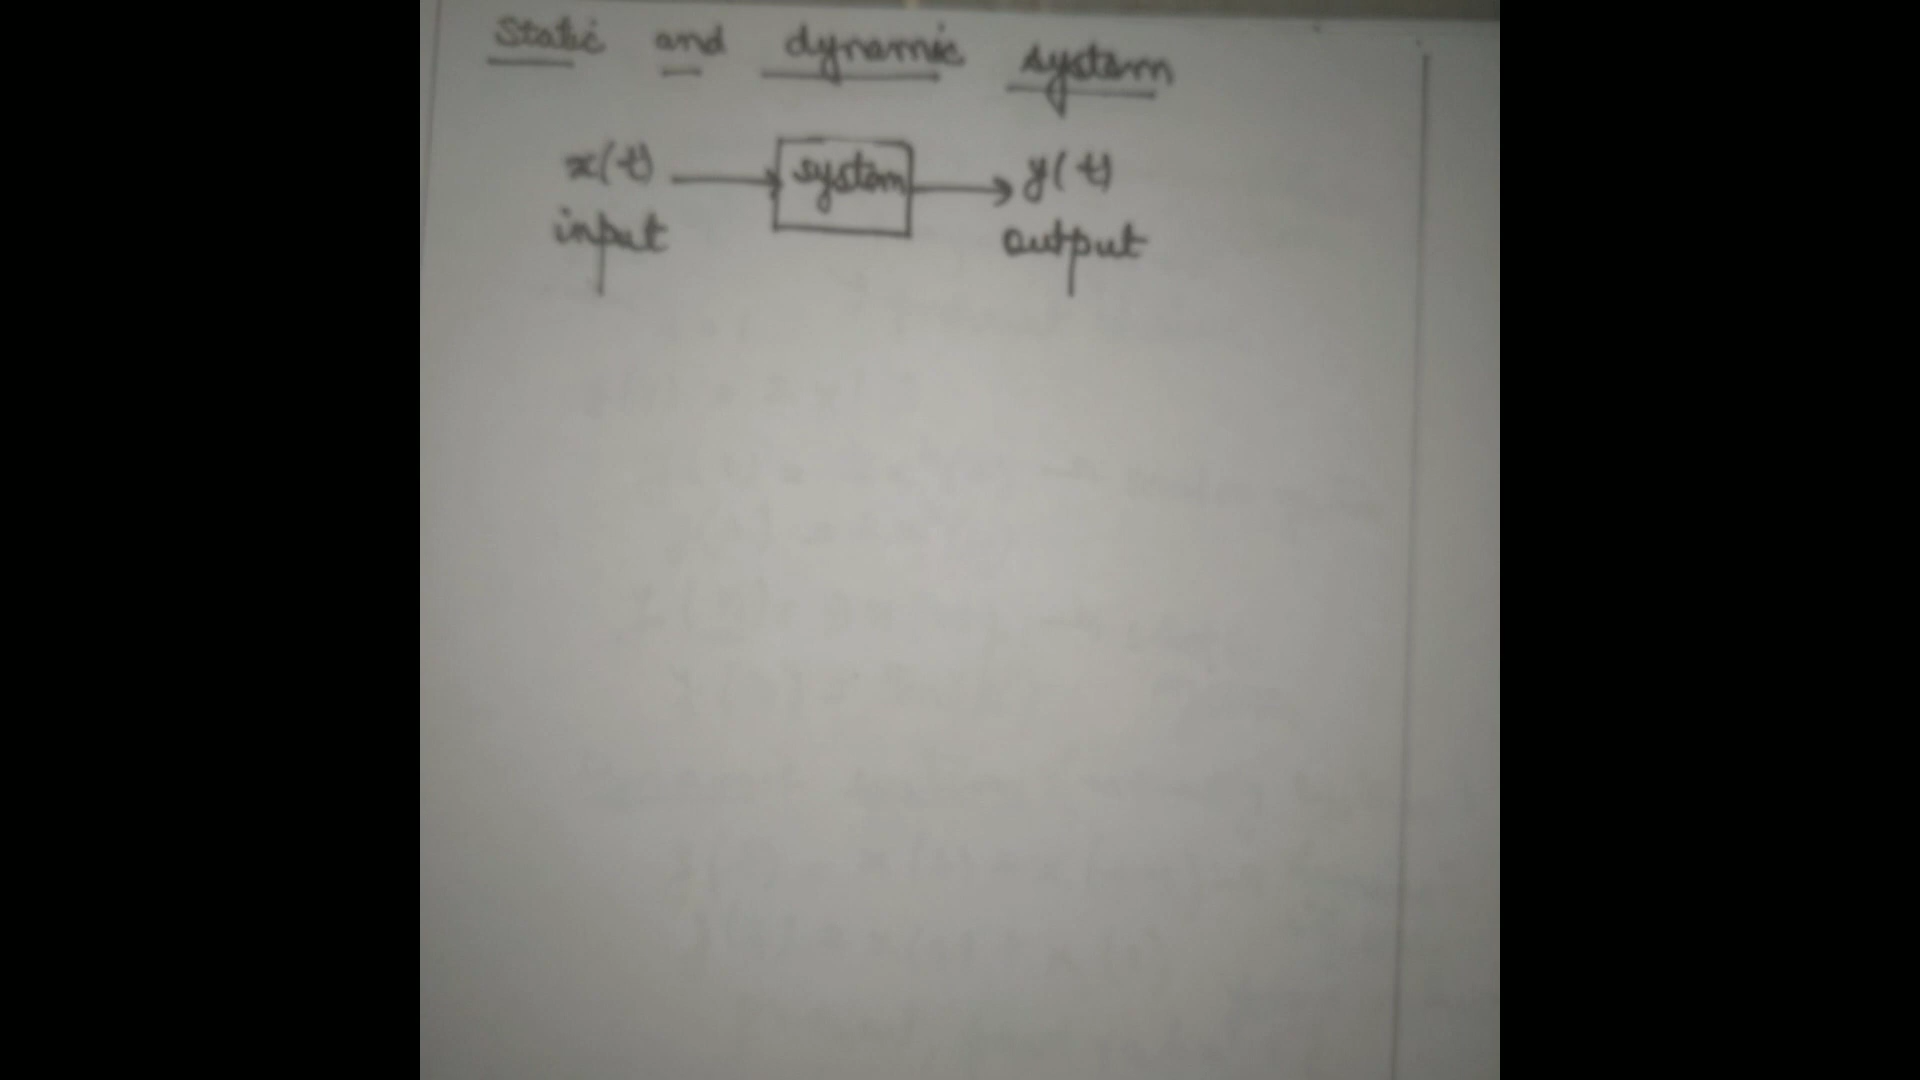 Static and dynamic system
x(t) → system → y(t)
input output